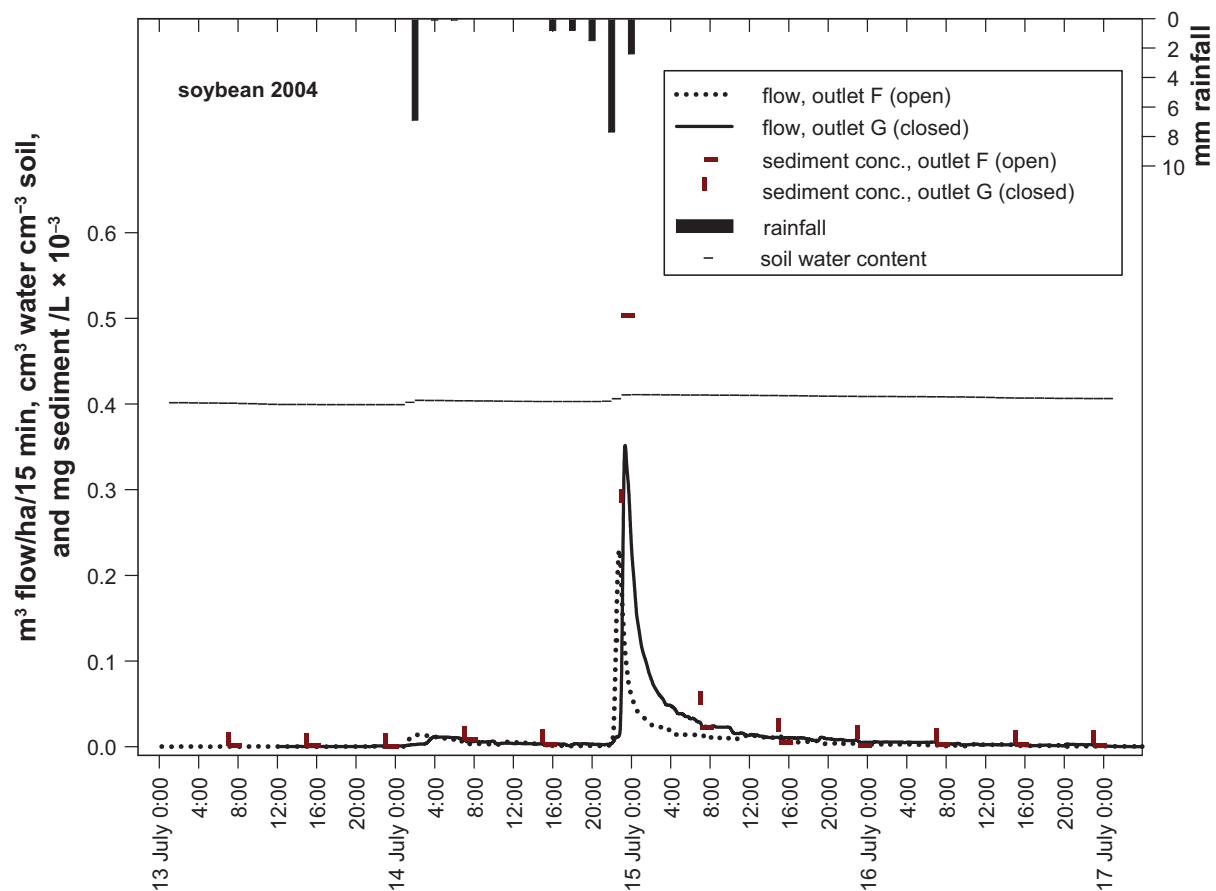 0
2
4
6
8
10
mm rainfall
soybean 2004
flow, outlet F (open)
flow, outlet G (closed)
sediment conc., outlet F (open)
sediment conc., outlet G (closed)
rainfall
soil water content
m³ flow/ha/15 min, cm³ water cm⁻³ soil,
and mg sediment /L × 10⁻³
0.6
0.5
0.4
0.3
0.2
0.1
0.0
13 July 0:00
4:00
8:00
12:00
16:00
20:00
14 July 0:00
4:00
8:00
12:00
16:00
20:00
15 July 0:00
4:00
8:00
12:00
16:00
20:00
16 July 0:00
4:00
8:00
12:00
16:00
20:00
17 July 0:00